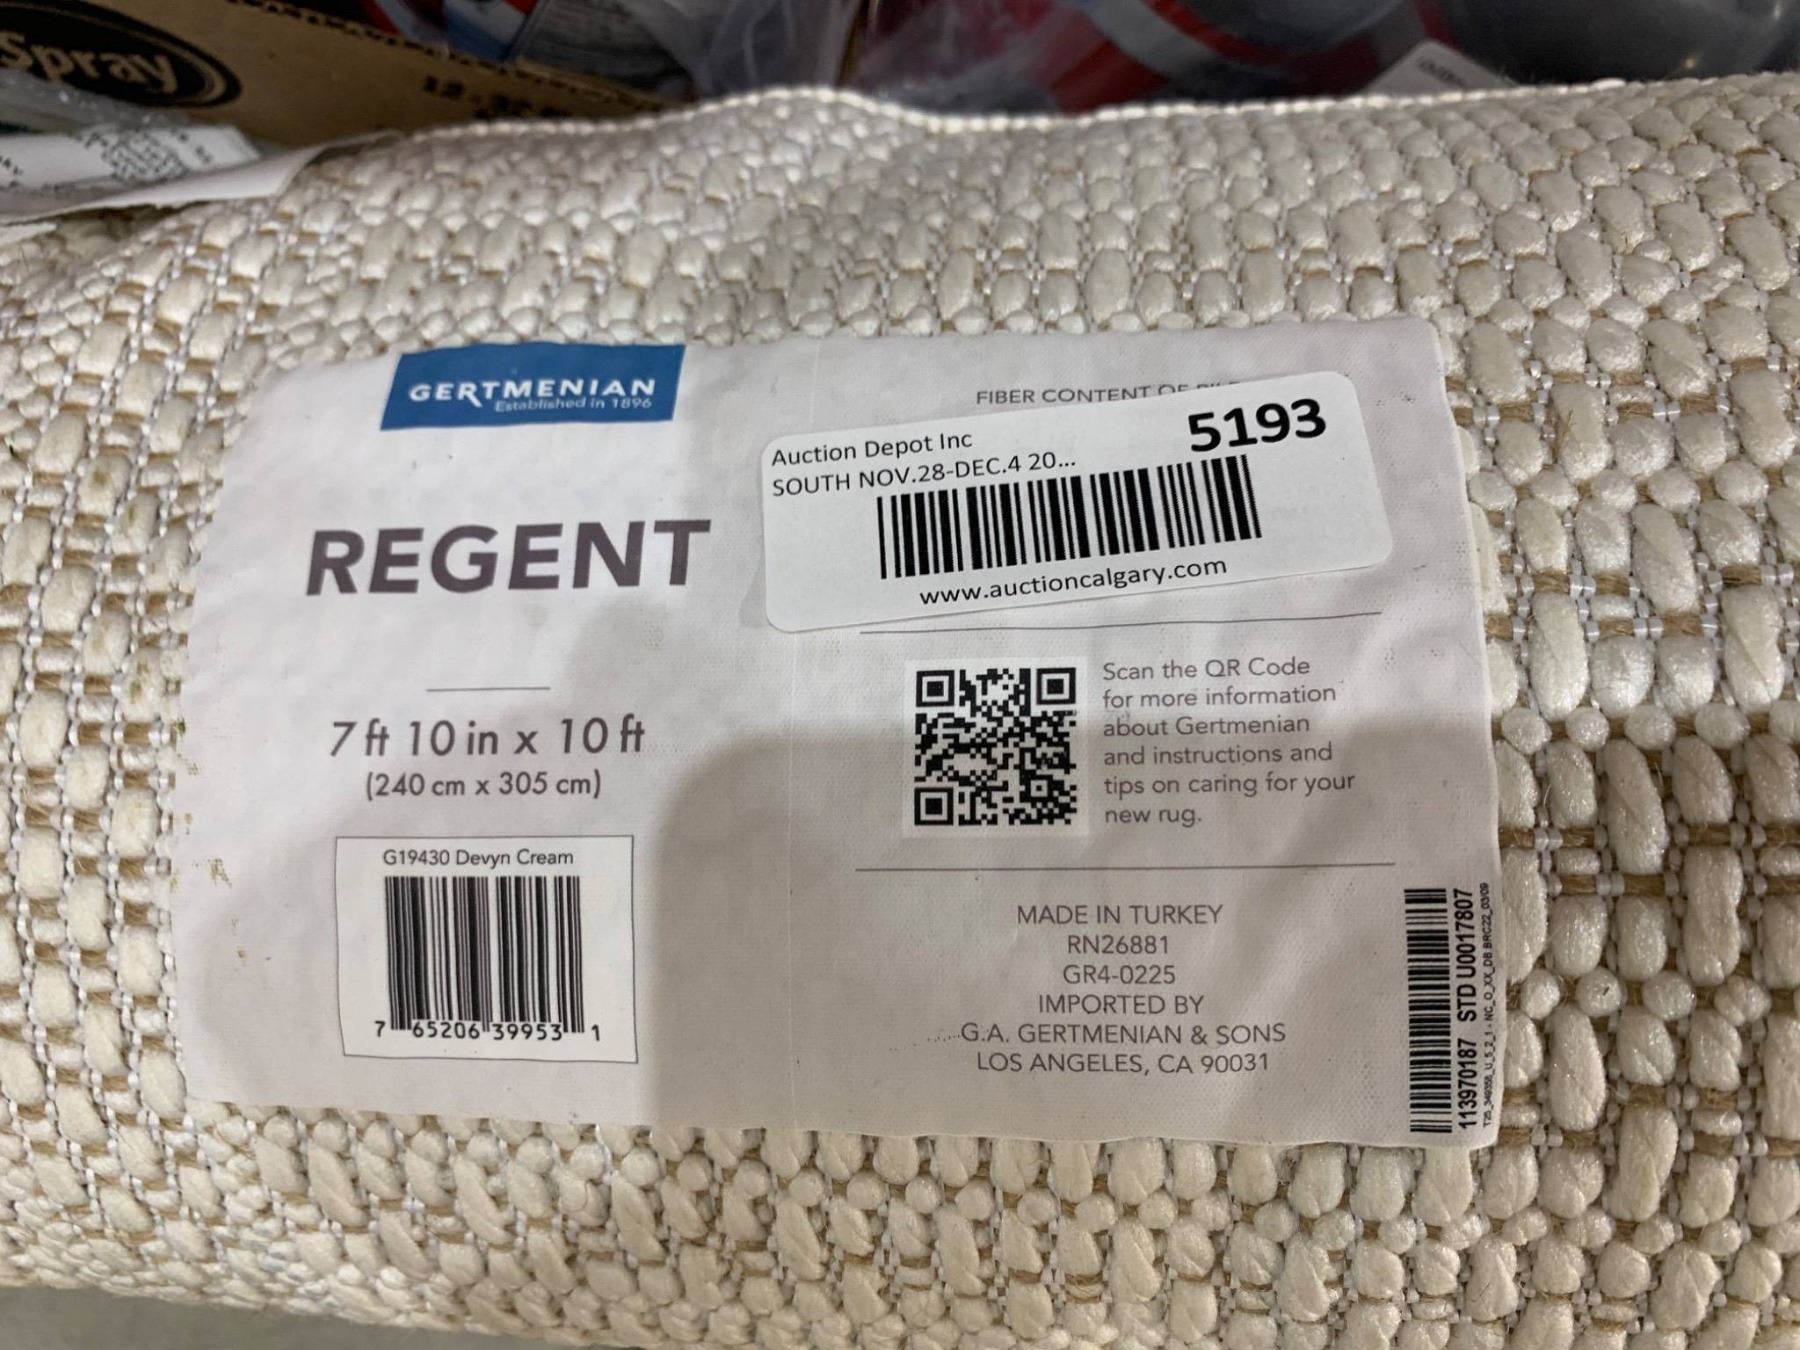 Spray
GERTMENIAN
Established in 1896
REGENT
7 ft 10 in x 10 ft
(240 cm x 305 cm)
G19430 Devyn Cream
7 65206 39953 1
FIBER CONTENT OF
5193
Auction Depot Inc
SOUTH NOV.28-DEC.4 20...
www.auctioncalgary.com
Scan the QR Code
for more information
about Gertmenian
and instructions and
tips on caring for your
new rug.
MADE IN TURKEY
RN26881
GR4-0225
IMPORTED BY
G.A. GERTMENIAN & SONS
LOS ANGELES, CA 90031
113970187 STD U0017807